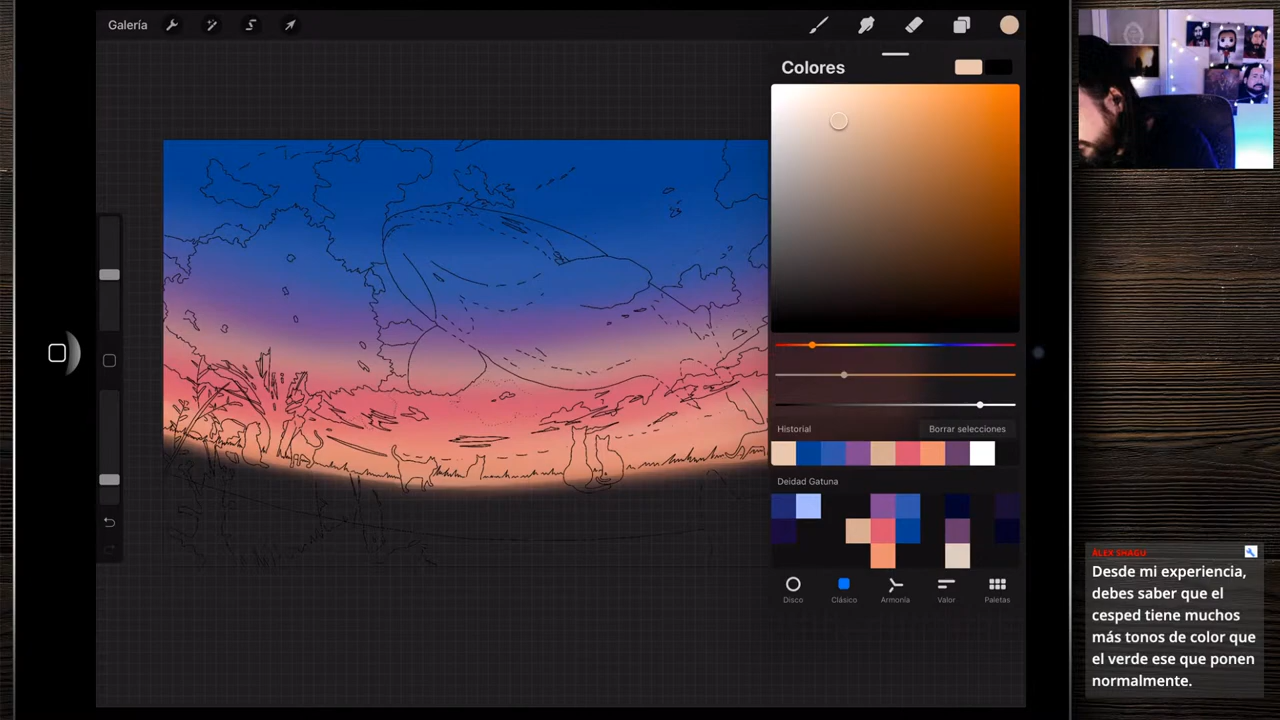 Galería
Colores
Historial
Borrar selecciones
Deidad Gatuna
Disco
Clásico
Armonía
Valor
Paletas
ÁLEX SHAGU
Desde mi experiencia,
debes saber que el
cesped tiene muchos
más tonos de color que
el verde ese que ponen
normalmente.